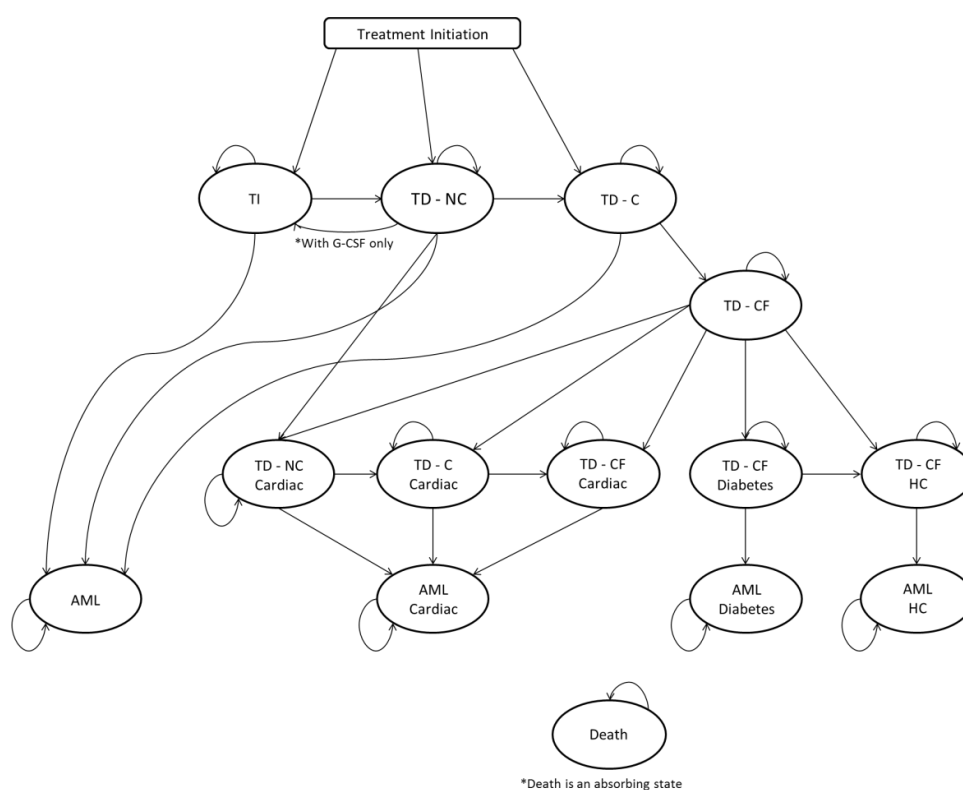 Treatment Initiation
TI
TD - NC
TD - C
*With G-CSF only
TD - CF
TD - NC
Cardiac
TD - C
Cardiac
TD - CF
Cardiac
TD - CF
Diabetes
TD - CF
HC
AML
AML
Cardiac
AML
Diabetes
AML
HC
Death
*Death is an absorbing state